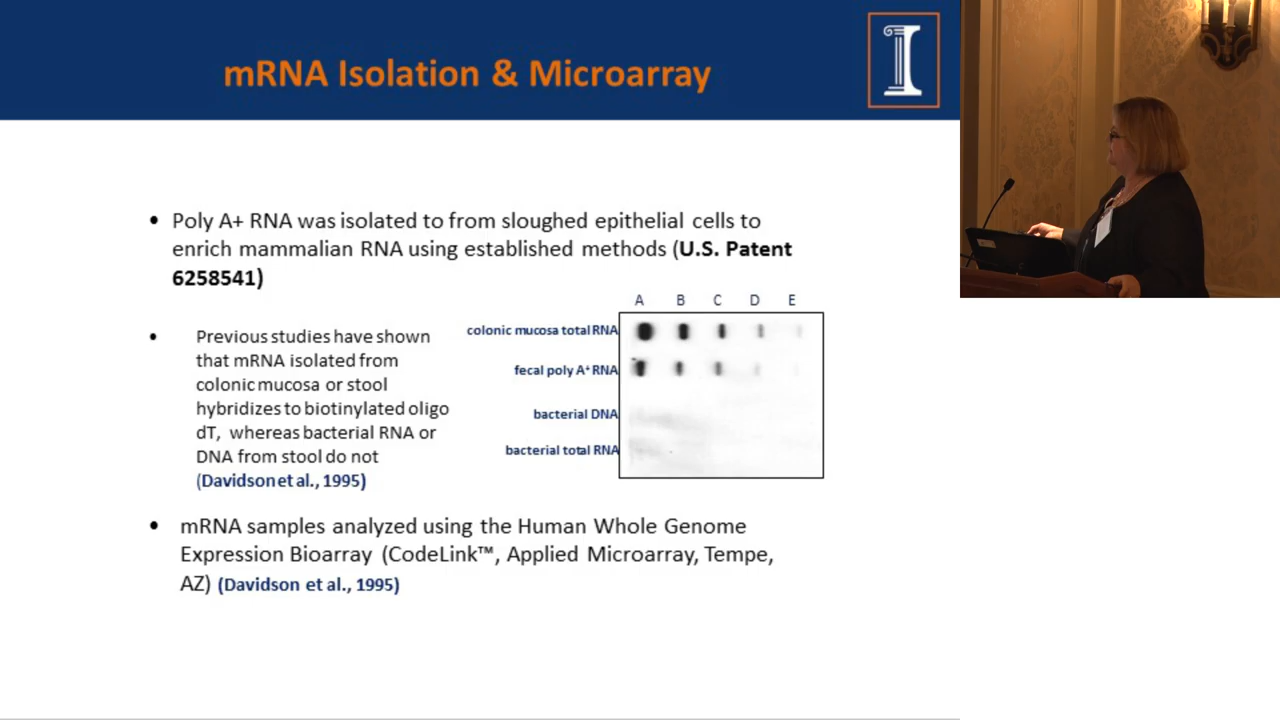 mRNA Isolation & Microarray
I
• Poly A+ RNA was isolated to from sloughed epithelial cells to
enrich mammalian RNA using established methods (U.S. Patent
6258541)
• Previous studies have shown
that mRNA isolated from
colonic mucosa or stool
hybridizes to biotinylated oligo
dT, whereas bacterial RNA or
DNA from stool do not
(Davidson et al., 1995)
A B C D E
colonic mucosa total RNA
fecal poly A+ RNA
bacterial DNA
bacterial total RNA
• mRNA samples analyzed using the Human Whole Genome
Expression Bioarray (CodeLink™, Applied Microarray, Tempe,
AZ) (Davidson et al., 1995)